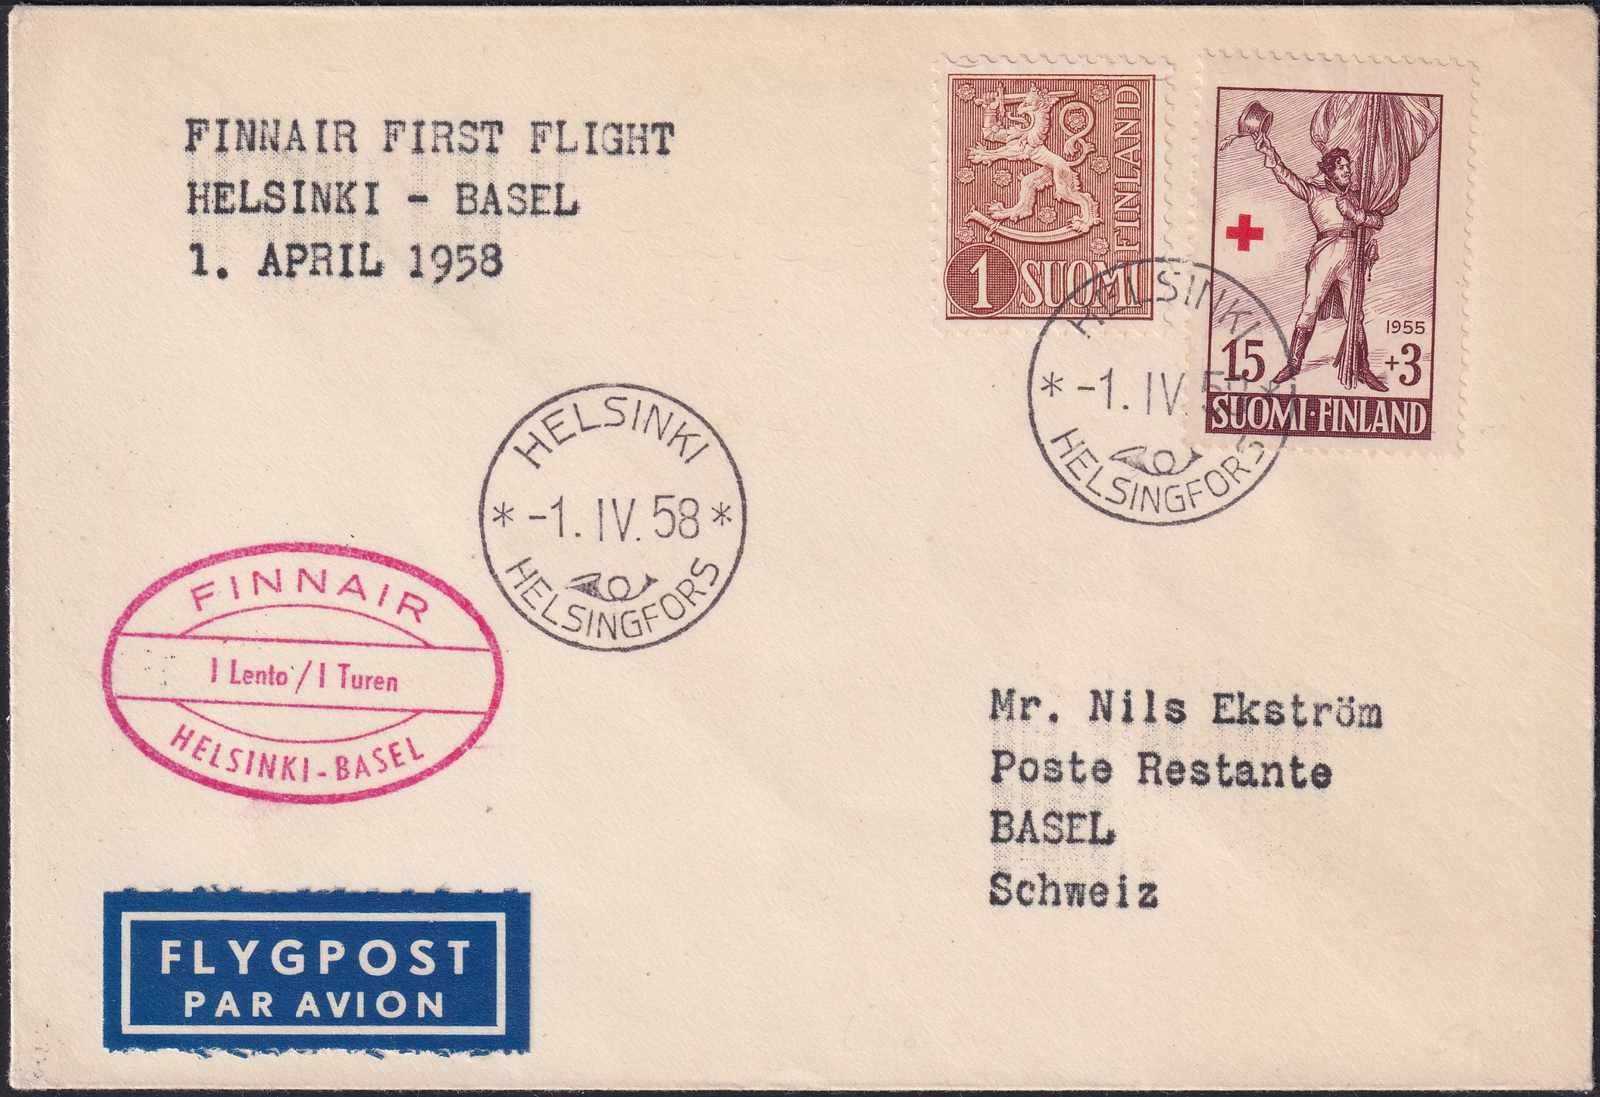 FINNAIR FIRST FLIGHT
HELSINKI - BASEL
1. APRIL 1958
FINLAND
1 SUOMI
1955
15 +3
SUOMI·FINLAND
HELSINKI
* -1. IV. 58 *
HELSINGFORS
HELSINKI
* -1. IV
HELSINGFORS
FINNAIR
I Lento / I Turen
HELSINKI-BASEL
Mr. Nils Ekström
Poste Restante
BASEL
Schweiz
FLYGPOST
PAR AVION